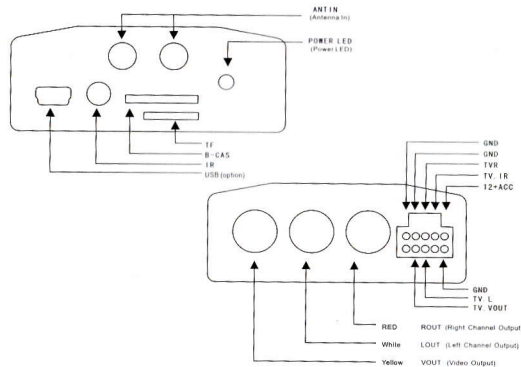 ANTIN
(Antenna In)
POWER LED
(Power LED)
TF
B-CAS
IR
USB(option)
GND
GND
TVR
TV. IR
I2+ACC
GND
TV. L
TV. VOUT
RED ROUT (Right Channel Output
White LOUT (Left Channel Output)
Yellow VOUT (Video Output)